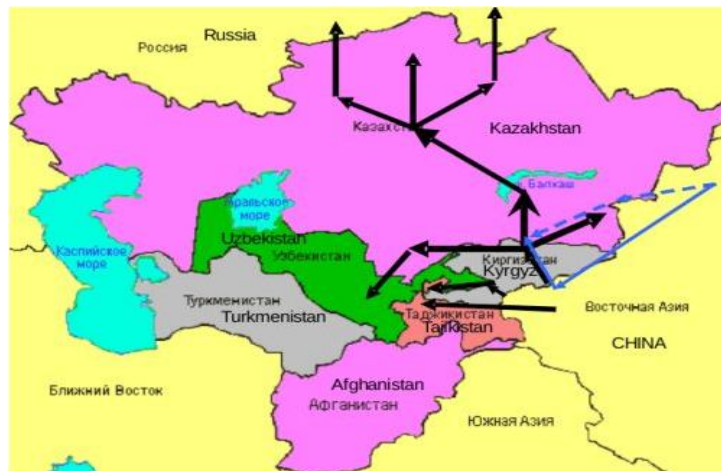 Russia
Россия
Казахстан
Kazakhstan
Балхаш
Аральское
море
Uzbekistan
Узбекистан
Каспийское
море
Киргизстан
Kyrgyz
Туркменистан
Turkmenistan
Таджикистан
Tajikistan
Восточная Азия
CHINA
Ближний Восток
Afghanistan
Афганистан
Южная Азия